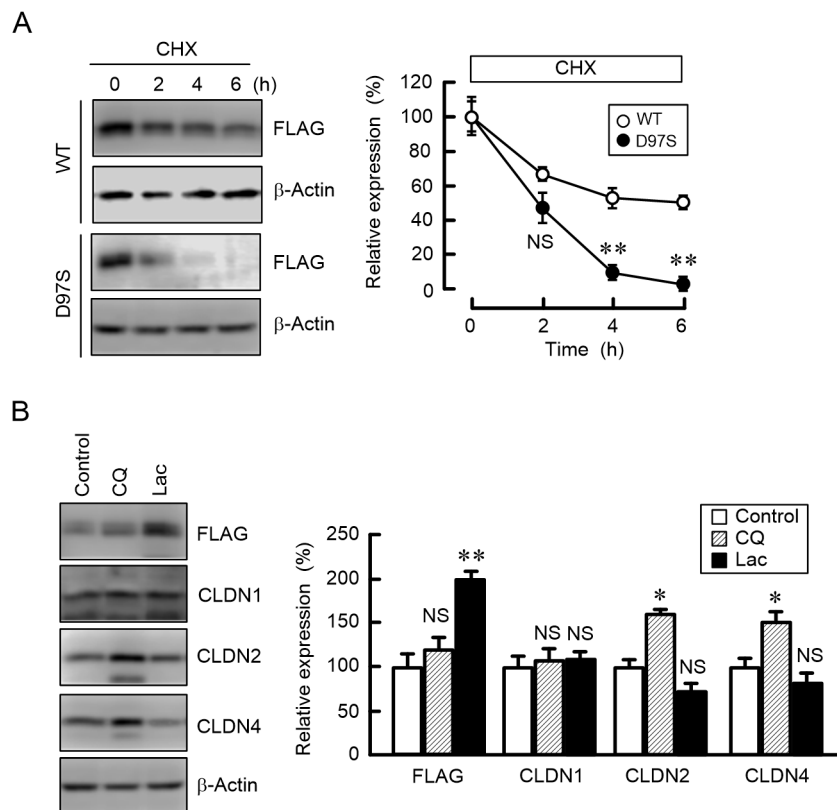 A
CHX
0 2 4 6 (h)
WT
FLAG
β-Actin
D97S
FLAG
β-Actin
CHX
Relative expression (%)
120
100
80
60
40
20
0
WT
D97S
NS
**
**
0 2 4 6
Time (h)
B
Control
CQ
Lac
FLAG
CLDN1
CLDN2
CLDN4
β-Actin
Relative expression (%)
250
200
150
100
50
0
Control
CQ
Lac
NS
**
NS NS
*
NS
*
NS
FLAG CLDN1 CLDN2 CLDN4